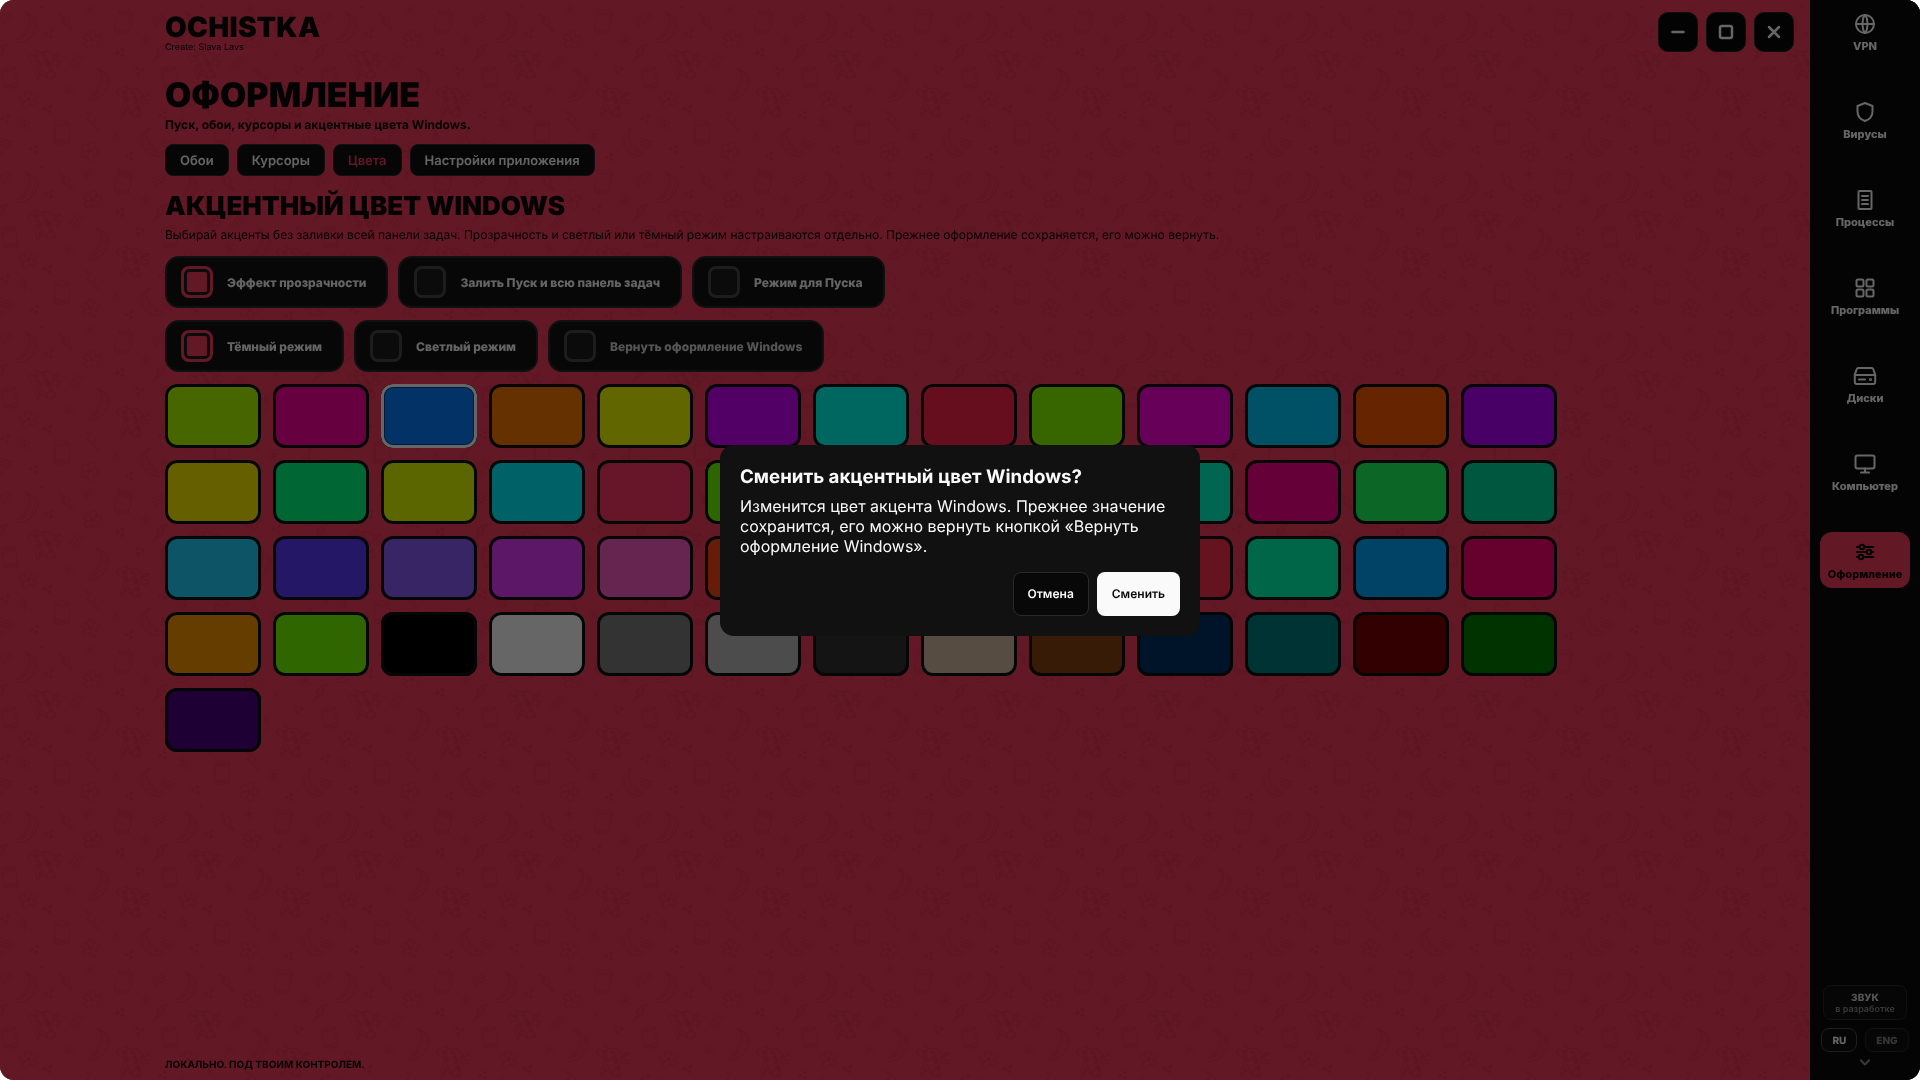 OCHISTKA
Create: Slava Lavs
ОФОРМЛЕНИЕ
Пуск, обои, курсоры и акцентные цвета Windows.
Обои
Курсоры
Цвета
Настройки приложения
АКЦЕНТНЫЙ ЦВЕТ WINDOWS
Выбирай акценты без заливки всей панели задач. Прозрачность и светлый или тёмный режим настраиваются отдельно. Прежнее оформление сохраняется, его можно вернуть.
Эффект прозрачности
Залить Пуск и всю панель задач
Режим для Пуска
Тёмный режим
Светлый режим
Вернуть оформление Windows
Сменить акцентный цвет Windows?
Изменится цвет акцента Windows. Прежнее значение
сохранится, его можно вернуть кнопкой «Вернуть
оформление Windows».
Отмена
Сменить
ЛОКАЛЬНО. ПОД ТВОИМ КОНТРОЛЕМ.
VPN
Вирусы
Процессы
Программы
Диски
Компьютер
Оформление
ЗВУК
в разработке
RU
ENG